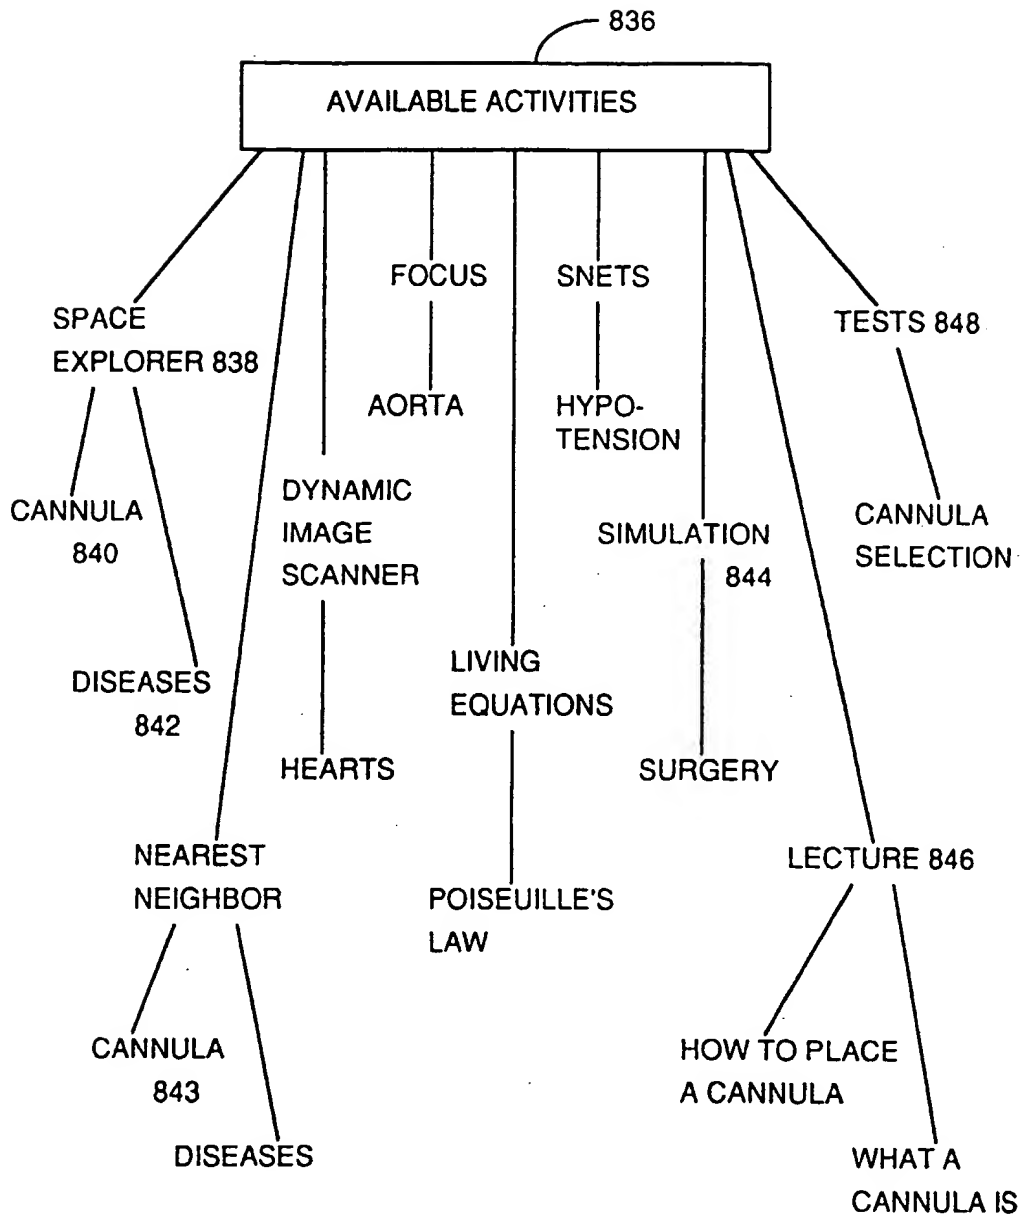 836
AVAILABLE ACTIVITIES
FOCUS
SNETS
SPACE
EXPLORER 838
TESTS 848
AORTA
HYPO-
TENSION
DYNAMIC
IMAGE
SCANNER
CANNULA
840
SIMULATION
844
CANNULA
SELECTION
LIVING
EQUATIONS
DISEASES
842
HEARTS
SURGERY
NEAREST
NEIGHBOR
LECTURE 846
POISEUILLE'S
LAW
CANNULA
843
HOW TO PLACE
A CANNULA
DISEASES
WHAT A
CANNULA IS